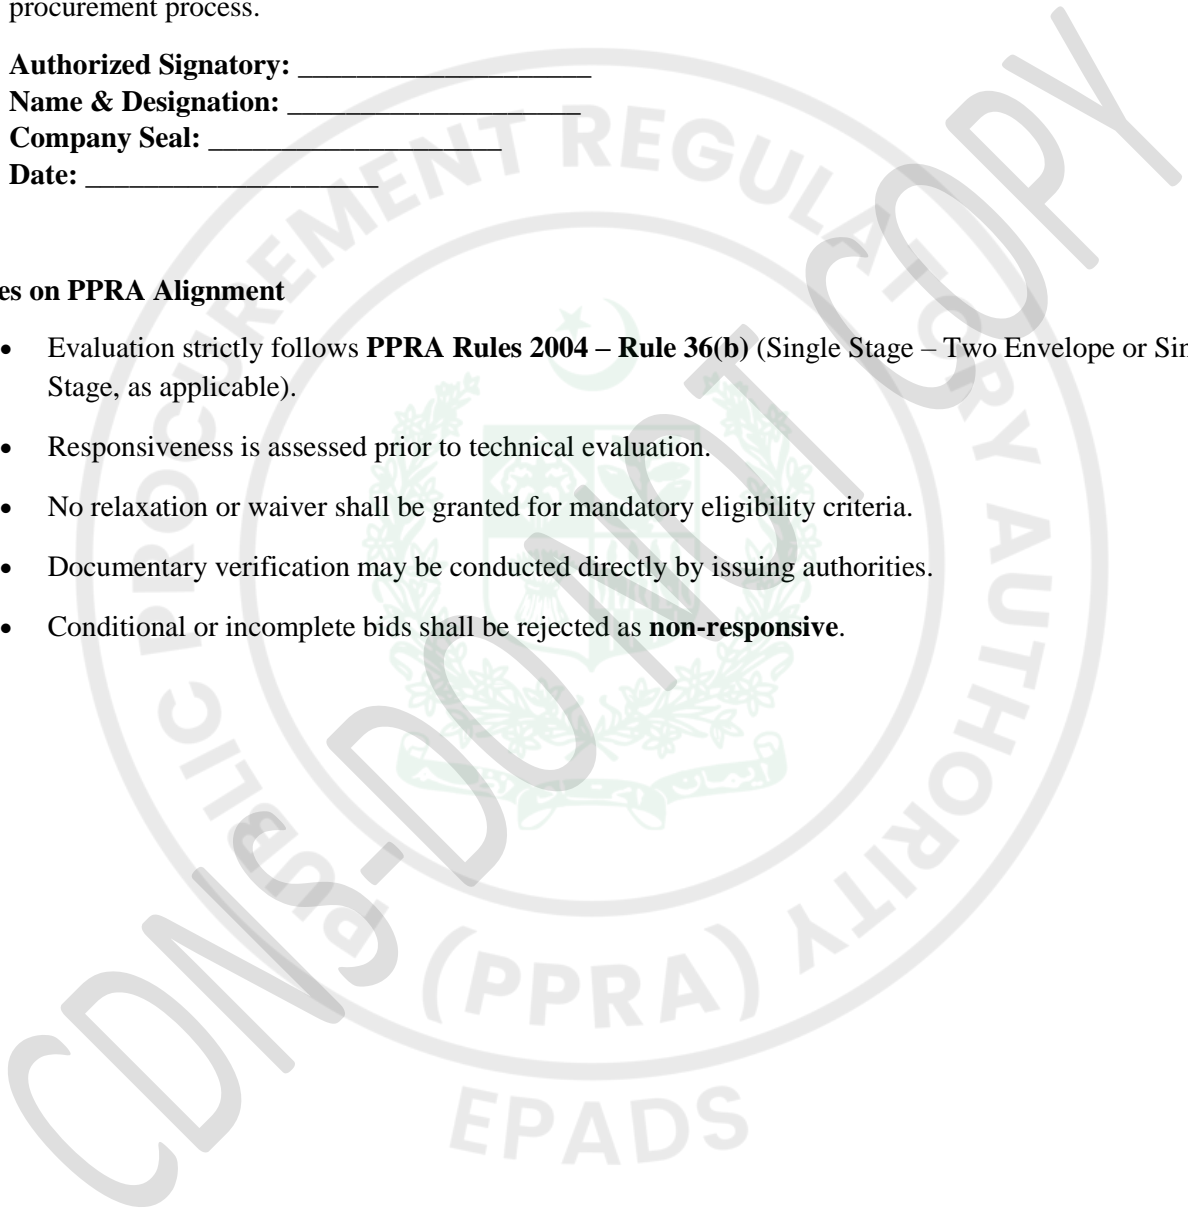 procurement process.
Authorized Signatory: ____________________
Name & Designation: ____________________
Company Seal: ____________________
Date: ____________________
es on PPRA Alignment
• Evaluation strictly follows PPRA Rules 2004 – Rule 36(b) (Single Stage – Two Envelope or Sin
Stage, as applicable).
• Responsiveness is assessed prior to technical evaluation.
• No relaxation or waiver shall be granted for mandatory eligibility criteria.
• Documentary verification may be conducted directly by issuing authorities.
• Conditional or incomplete bids shall be rejected as non-responsive.
PUBLIC PROCUREMENT REGULATORY AUTHORITY
(PPRA)
EPADS
CDNS-DO NOT COPY